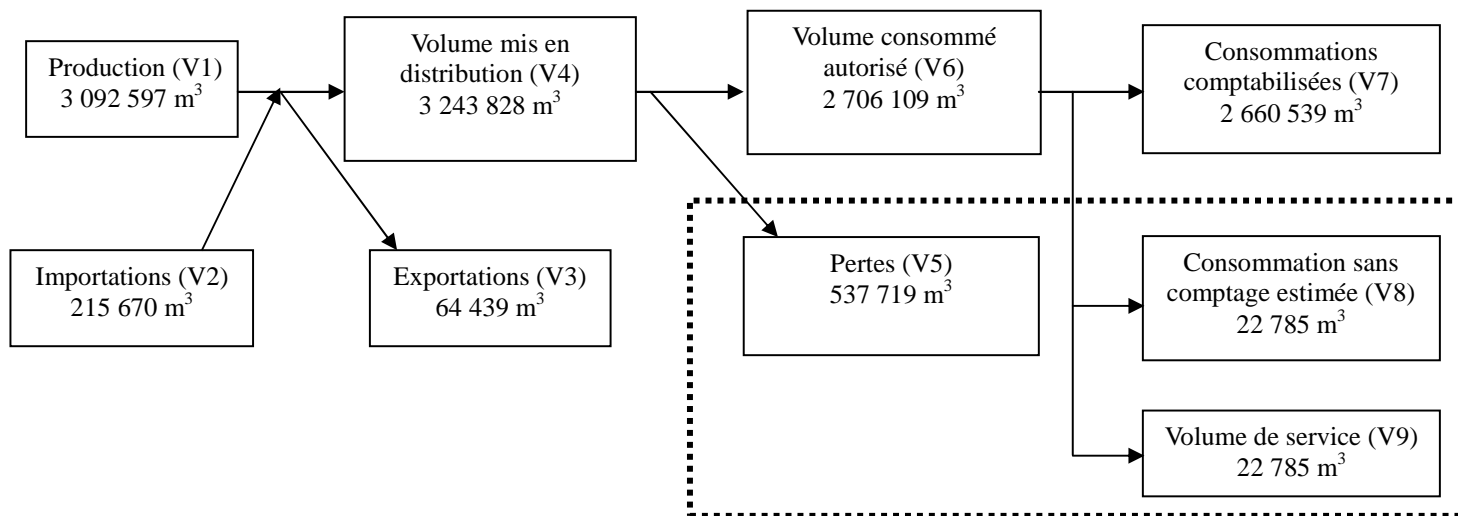 Production (V1)
3 092 597 m³
Volume mis en
distribution (V4)
3 243 828 m³
Volume consommé
autorisé (V6)
2 706 109 m³
Consommations
comptabilisées (V7)
2 660 539 m³
Importations (V2)
215 670 m³
Exportations (V3)
64 439 m³
Pertes (V5)
537 719 m³
Consommation sans
comptage estimée (V8)
22 785 m³
Volume de service (V9)
22 785 m³